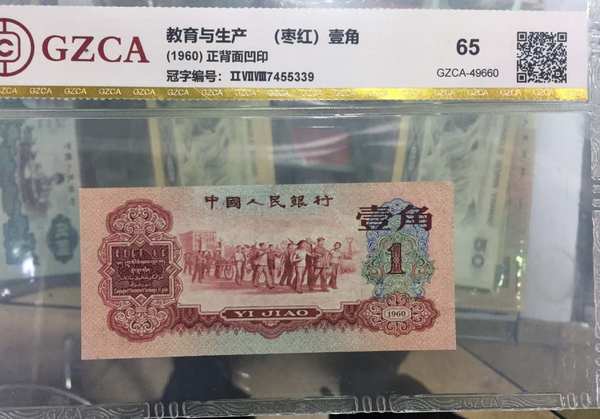 GZCA
教育与生产 （枣红）壹角
(1960) 正背面凹印
冠字编号：ⅡⅦⅧ7455339
65
GZCA-49660
中國人民銀行
壹角
1
YI JIAO
1960